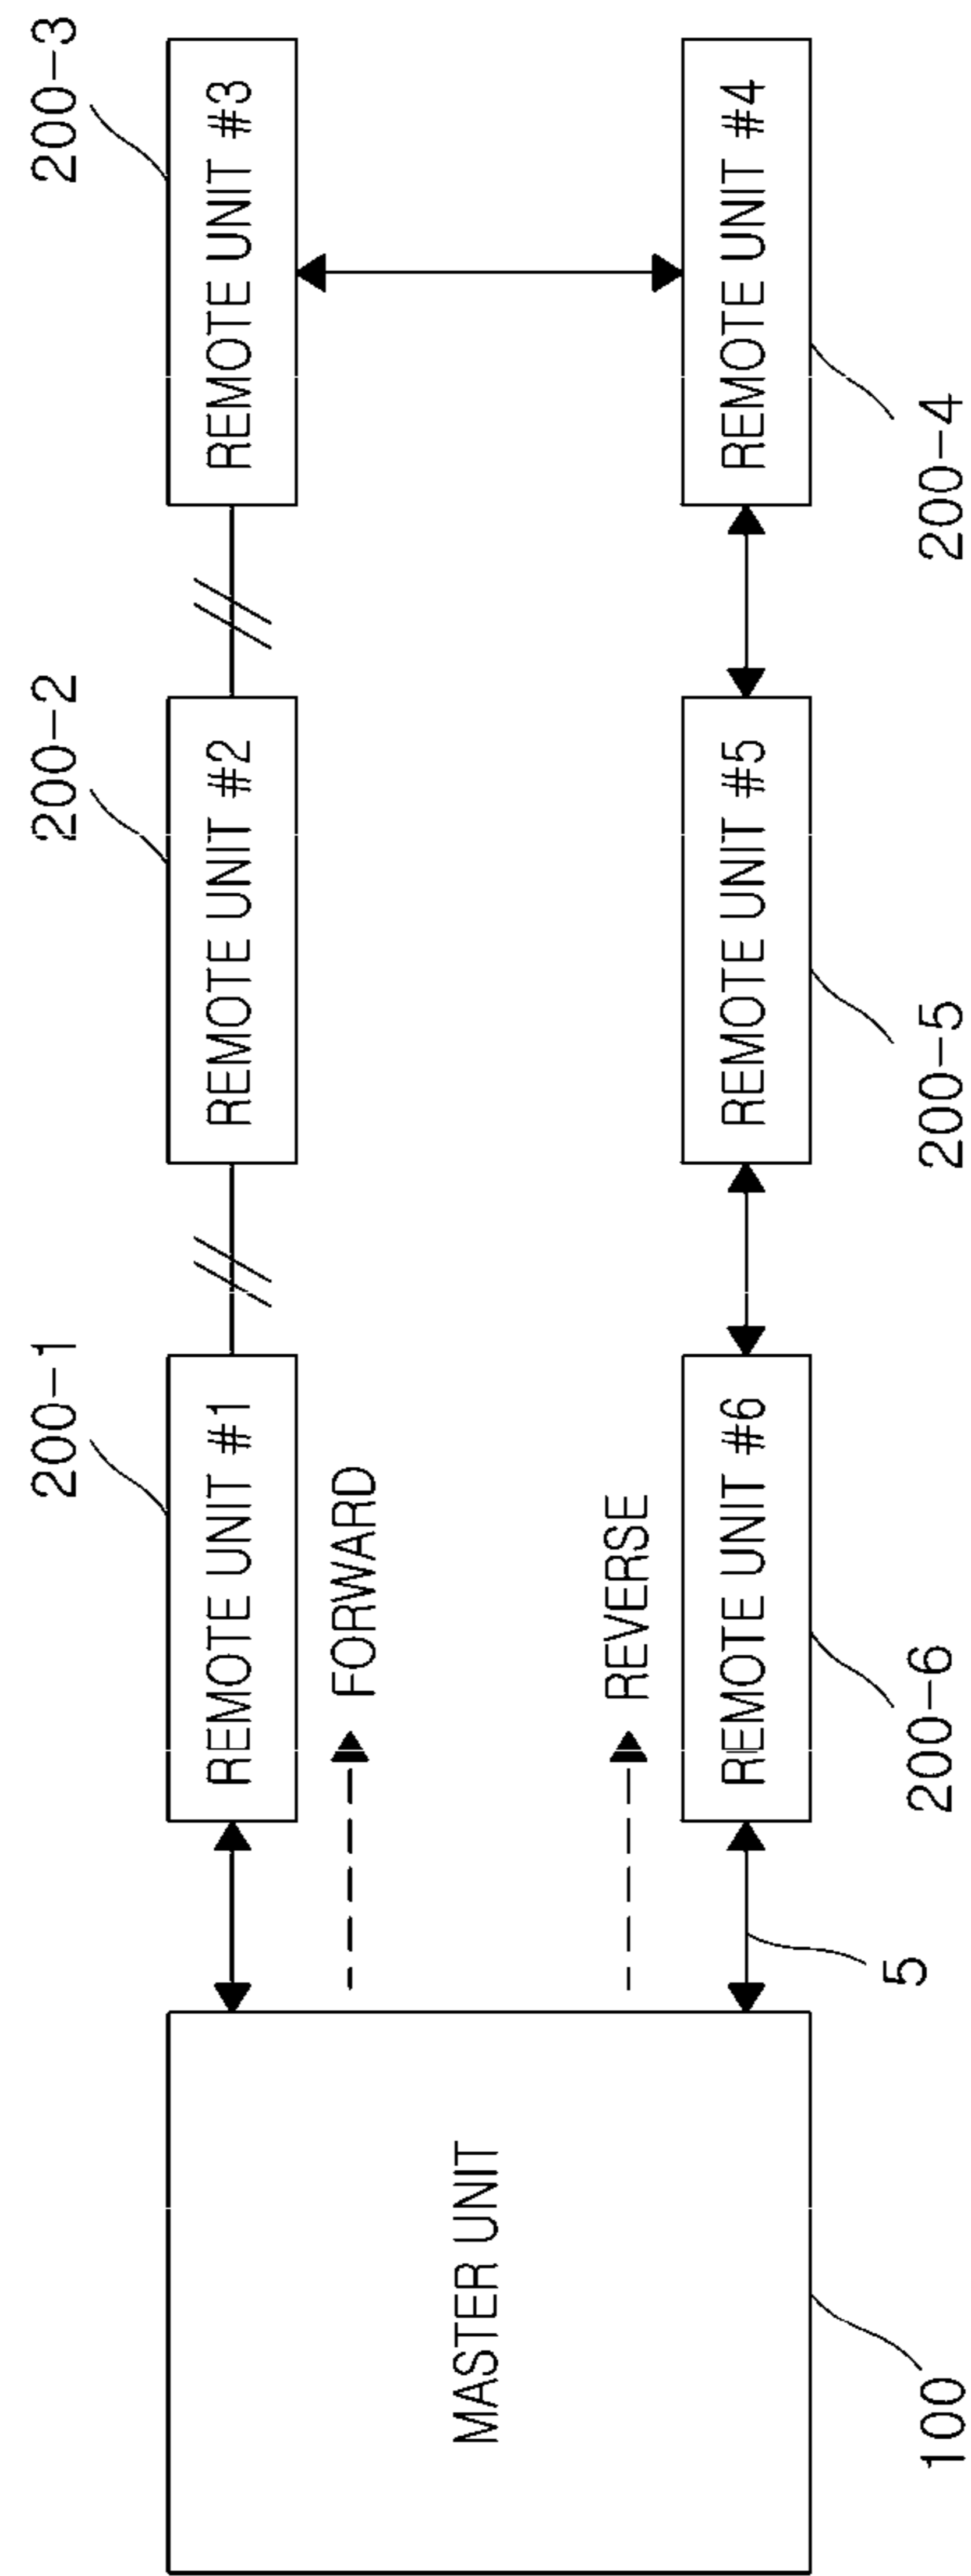 200-1
200-2
200-3
REMOTE UNIT #1
REMOTE UNIT #2
REMOTE UNIT #3
FORWARD
MASTER UNIT
REVERSE
REMOTE UNIT #6
REMOTE UNIT #5
REMOTE UNIT #4
5
100
200-6
200-5
200-4